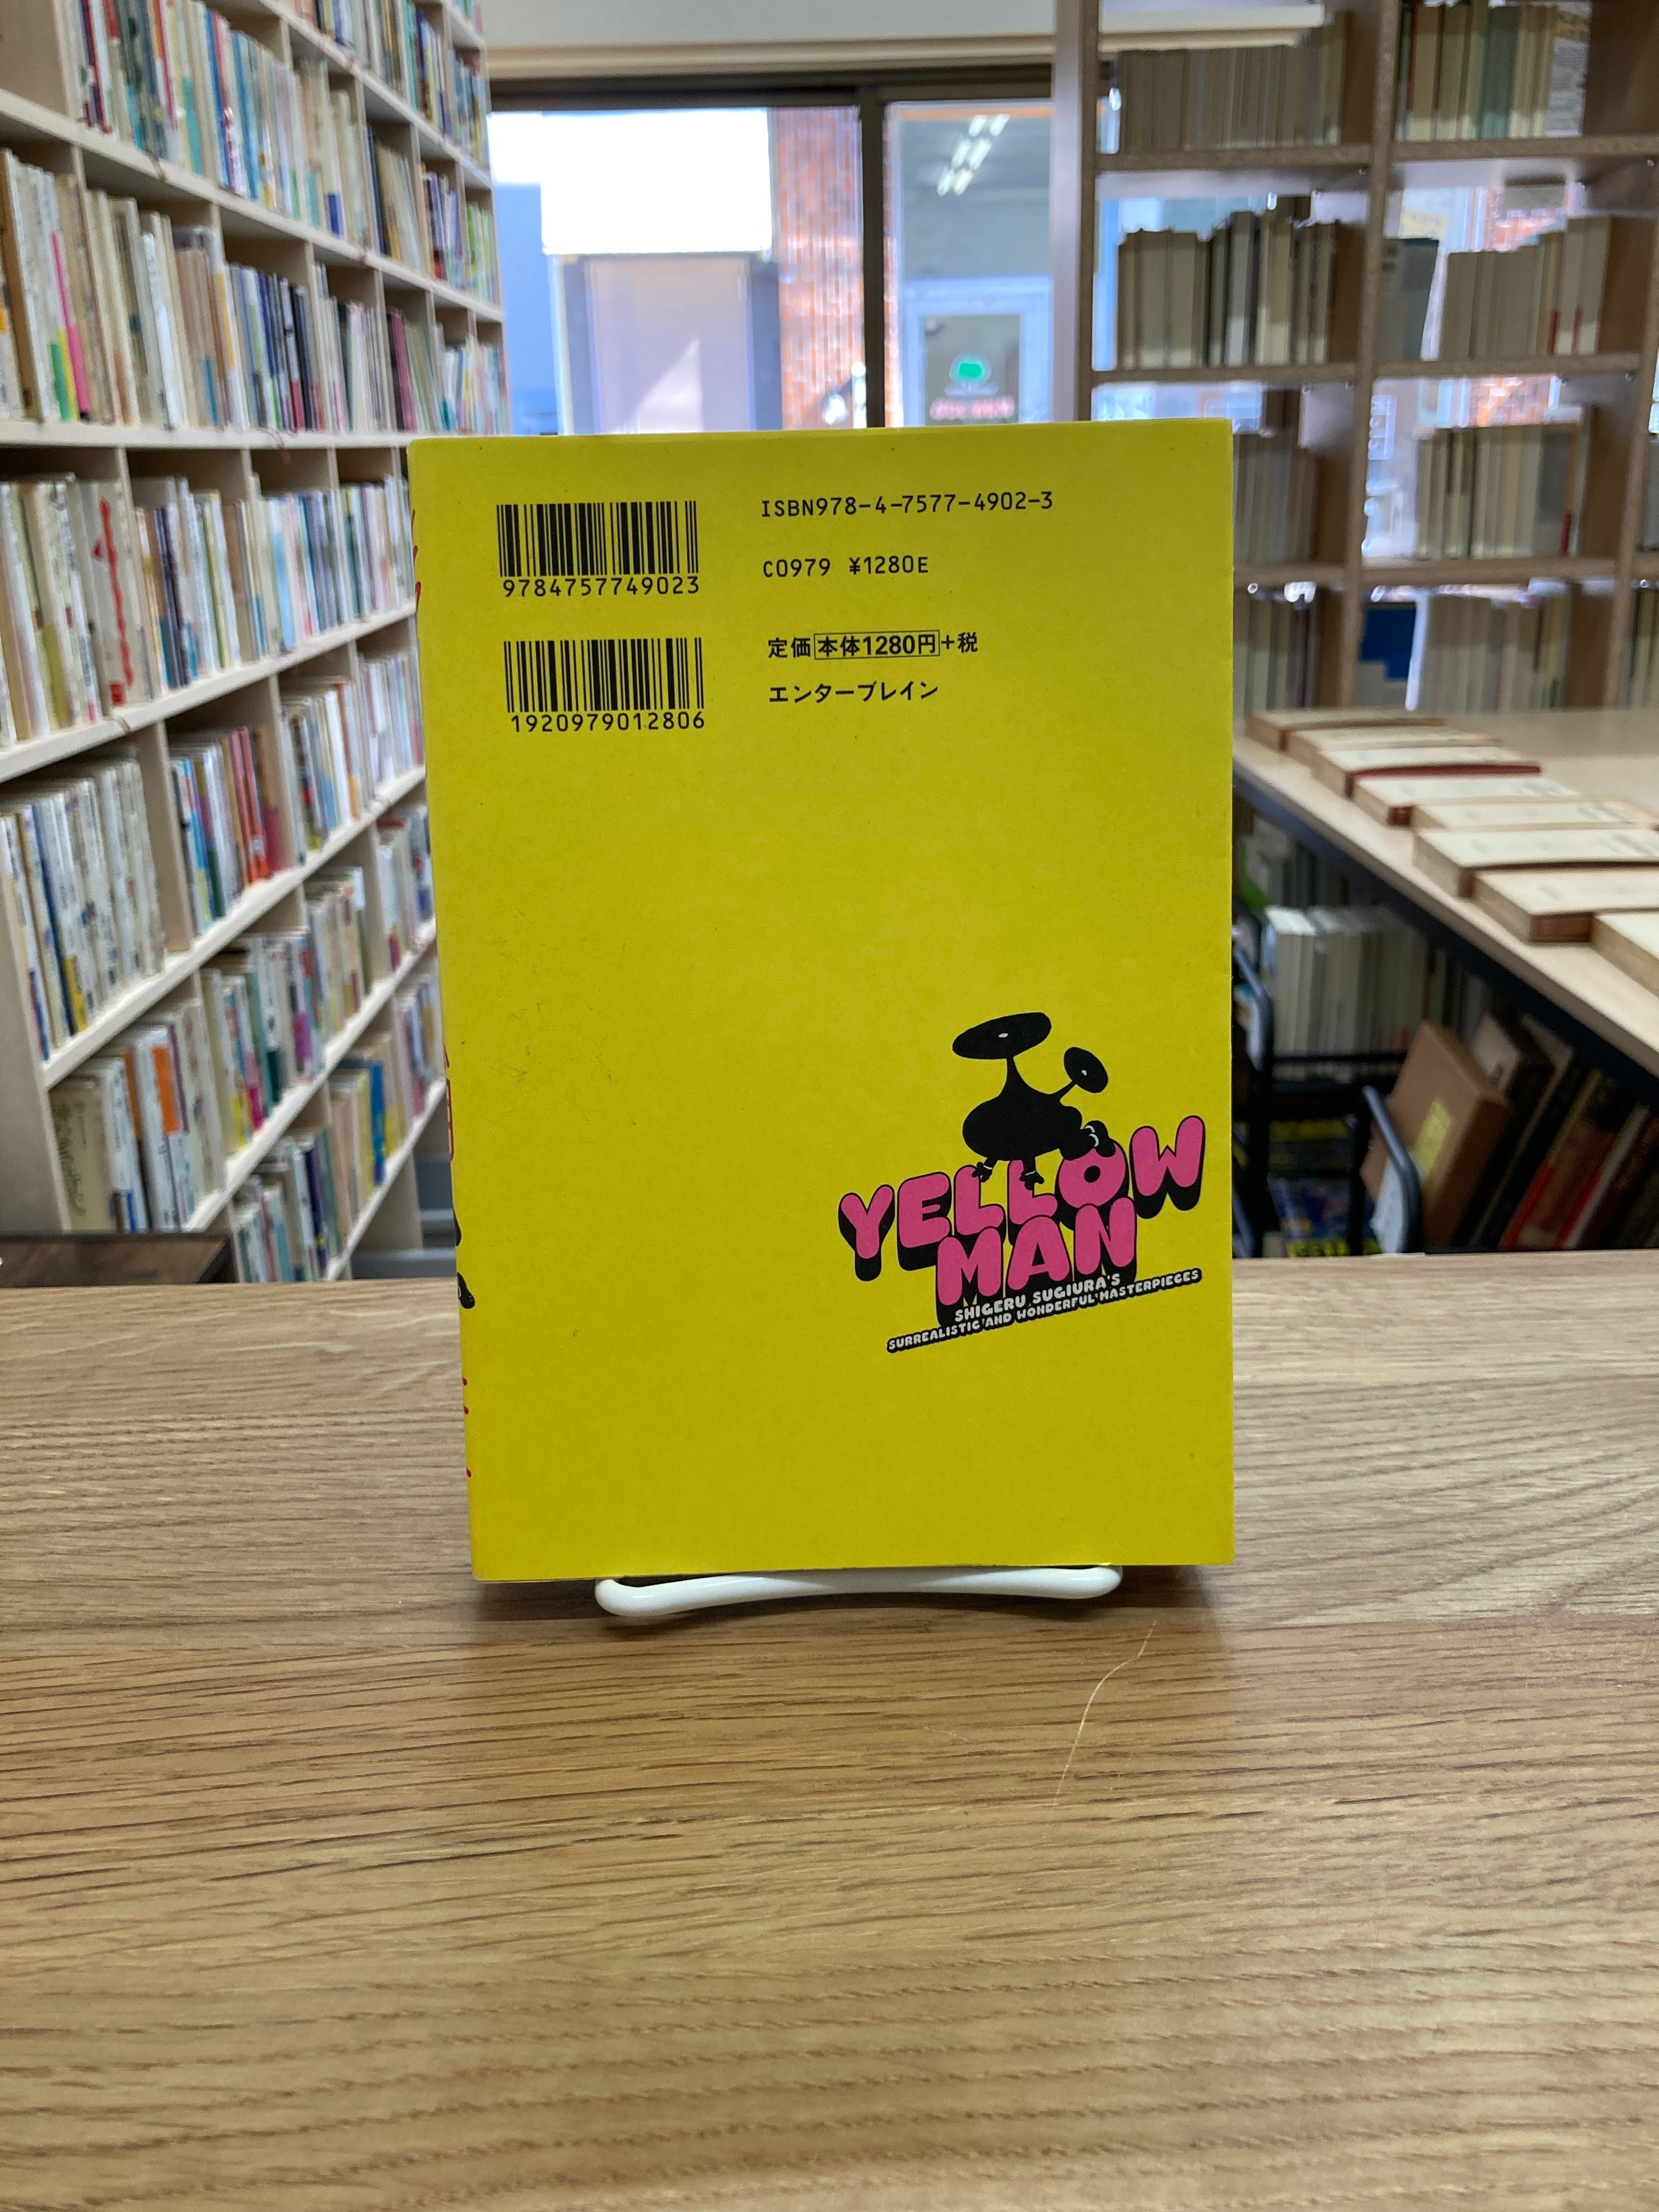 ISBN978-4-7577-4902-3
9784757749023
C0979 ¥1280E
定価本体1280円+税
エンターブレイン
1920979012806
YELLOW
MAN
SHIGERU SUGIURA'S
SURREALISTIC AND WONDERFUL MASTERPIECES